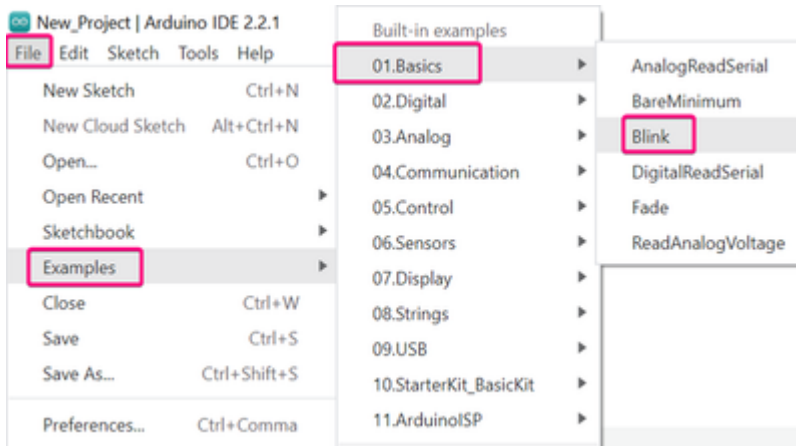 New_Project | Arduino IDE 2.2.1
File Edit Sketch Tools Help
New Sketch Ctrl+N
New Cloud Sketch Alt+Ctrl+N
Open... Ctrl+O
Open Recent
Sketchbook
Examples
Close Ctrl+W
Save Ctrl+S
Save As... Ctrl+Shift+S
Preferences... Ctrl+Comma
Built-in examples
01.Basics
02.Digital
03.Analog
04.Communication
05.Control
06.Sensors
07.Display
08.Strings
09.USB
10.StarterKit_BasicKit
11.ArduinoISP
AnalogReadSerial
BareMinimum
Blink
DigitalReadSerial
Fade
ReadAnalogVoltage